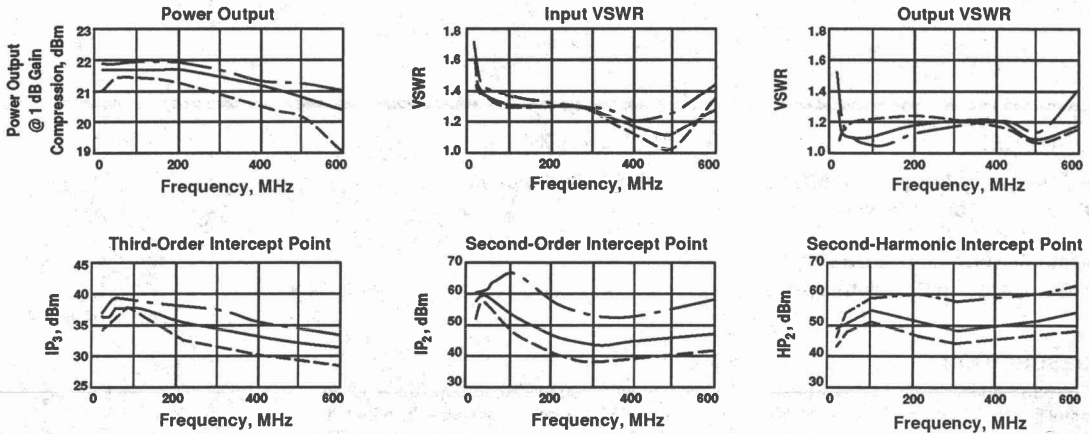 Power Output
Power Output
@ 1 dB Gain
Compression, dBm
23
22
21
20
19
0
200
400
600
Frequency, MHz
Input VSWR
VSWR
1.8
1.6
1.4
1.2
1.0
0
200
400
600
Frequency, MHz
Output VSWR
VSWR
1.8
1.6
1.4
1.2
1.0
0
200
400
600
Frequency, MHz
Third-Order Intercept Point
IP3, dBm
45
40
35
30
25
0
200
400
600
Frequency, MHz
Second-Order Intercept Point
IP2, dBm
70
60
50
40
30
0
200
400
600
Frequency, MHz
Second-Harmonic Intercept Point
HP2, dBm
70
60
50
40
30
0
200
400
600
Frequency, MHz